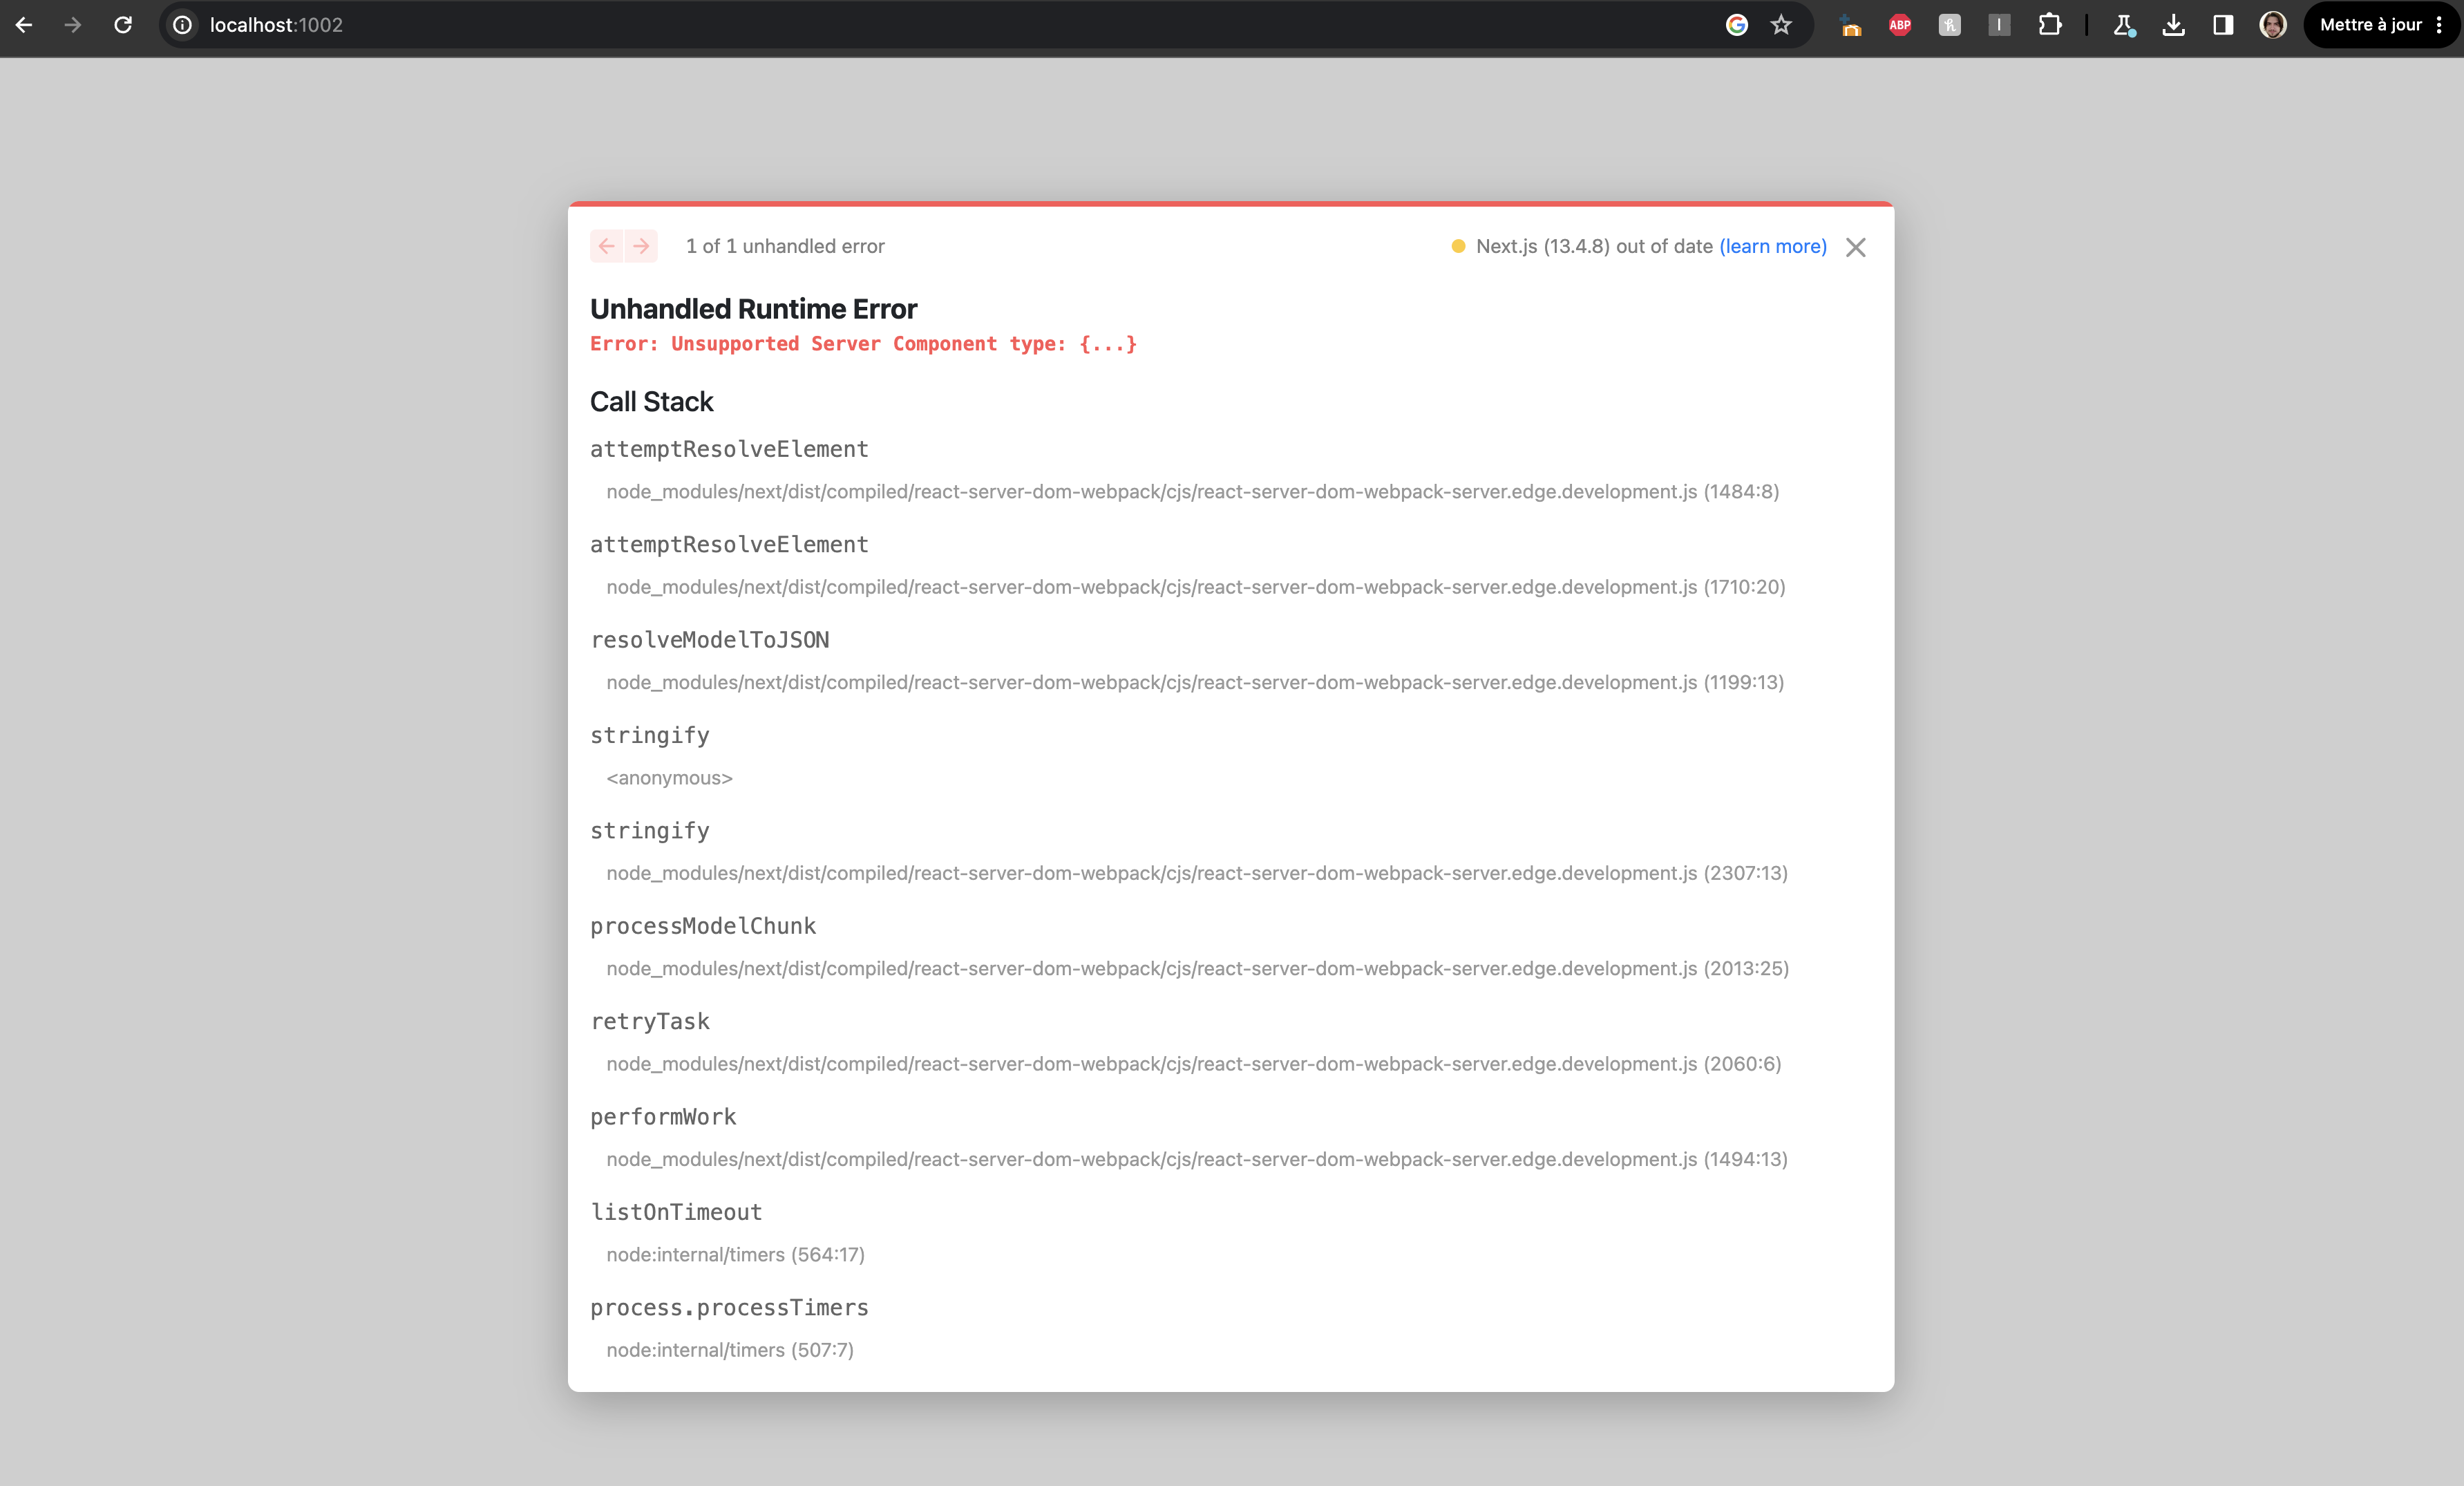 localhost:1002
ABP
Mettre à jour
1 of 1 unhandled error
Next.js (13.4.8) out of date (learn more)
Unhandled Runtime Error
Error: Unsupported Server Component type: {...}
Call Stack
attemptResolveElement
node_modules/next/dist/compiled/react-server-dom-webpack/cjs/react-server-dom-webpack-server.edge.development.js (1484:8)
attemptResolveElement
node_modules/next/dist/compiled/react-server-dom-webpack/cjs/react-server-dom-webpack-server.edge.development.js (1710:20)
resolveModelToJSON
node_modules/next/dist/compiled/react-server-dom-webpack/cjs/react-server-dom-webpack-server.edge.development.js (1199:13)
stringify
<anonymous>
stringify
node_modules/next/dist/compiled/react-server-dom-webpack/cjs/react-server-dom-webpack-server.edge.development.js (2307:13)
processModelChunk
node_modules/next/dist/compiled/react-server-dom-webpack/cjs/react-server-dom-webpack-server.edge.development.js (2013:25)
retryTask
node_modules/next/dist/compiled/react-server-dom-webpack/cjs/react-server-dom-webpack-server.edge.development.js (2060:6)
performWork
node_modules/next/dist/compiled/react-server-dom-webpack/cjs/react-server-dom-webpack-server.edge.development.js (1494:13)
listOnTimeout
node:internal/timers (564:17)
process.processTimers
node:internal/timers (507:7)